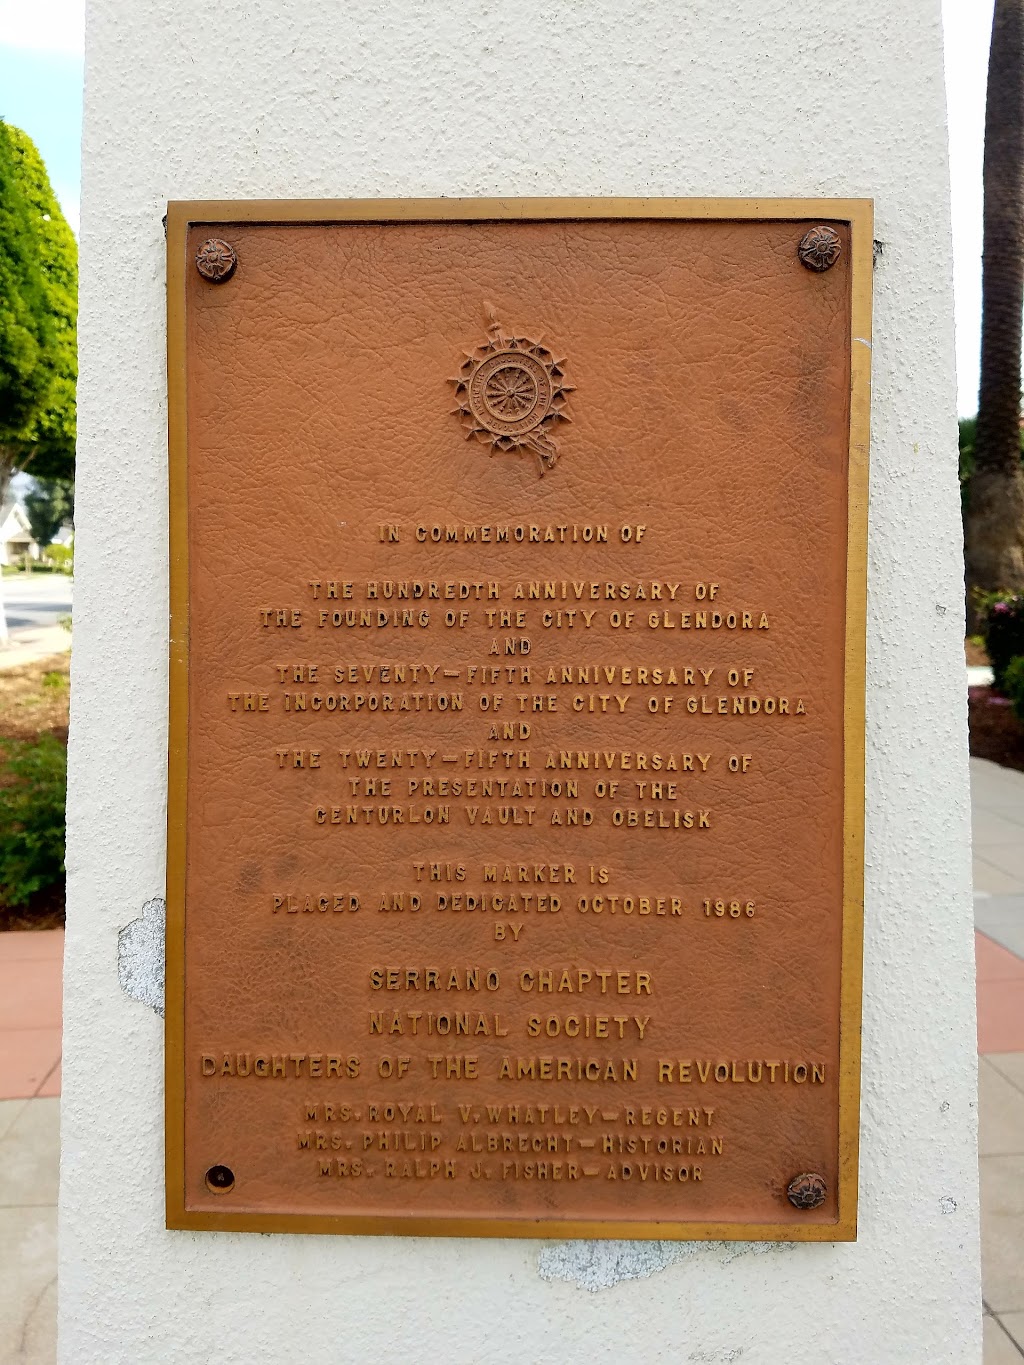 IN COMMEMORATION OF
THE HUNDREDTH ANNIVERSARY OF
THE FOUNDING OF THE CITY OF GLENDORA
AND
THE SEVENTY-FIFTH ANNIVERSARY OF
THE INCORPORATION OF THE CITY OF GLENDORA
AND
THE TWENTY-FIFTH ANNIVERSARY OF
THE PRESENTATION OF THE
CENTURLON VAULT AND OBELISK
THIS MARKER IS
PLACED AND DEDICATED OCTOBER 1986
BY
SERRANO CHAPTER
NATIONAL SOCIETY
DAUGHTERS OF THE AMERICAN REVOLUTION
MRS. ROYAL V. WHATLEY-REGENT
MRS. PHILIP ALBRECHT-HISTORIAN
MRS. RALPH J. FISHER-ADVISOR